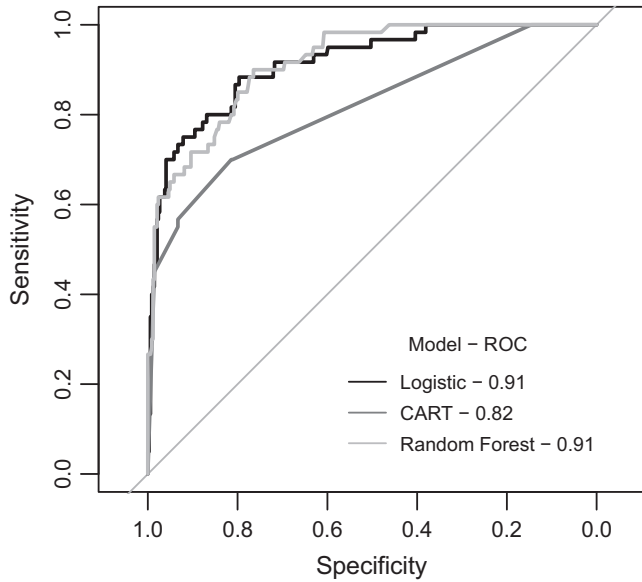 Sensitivity
1.0
0.8
0.6
0.4
0.2
0.0
Model − ROC
Logistic − 0.91
CART − 0.82
Random Forest − 0.91
1.0 0.8 0.6 0.4 0.2 0.0
Specificity